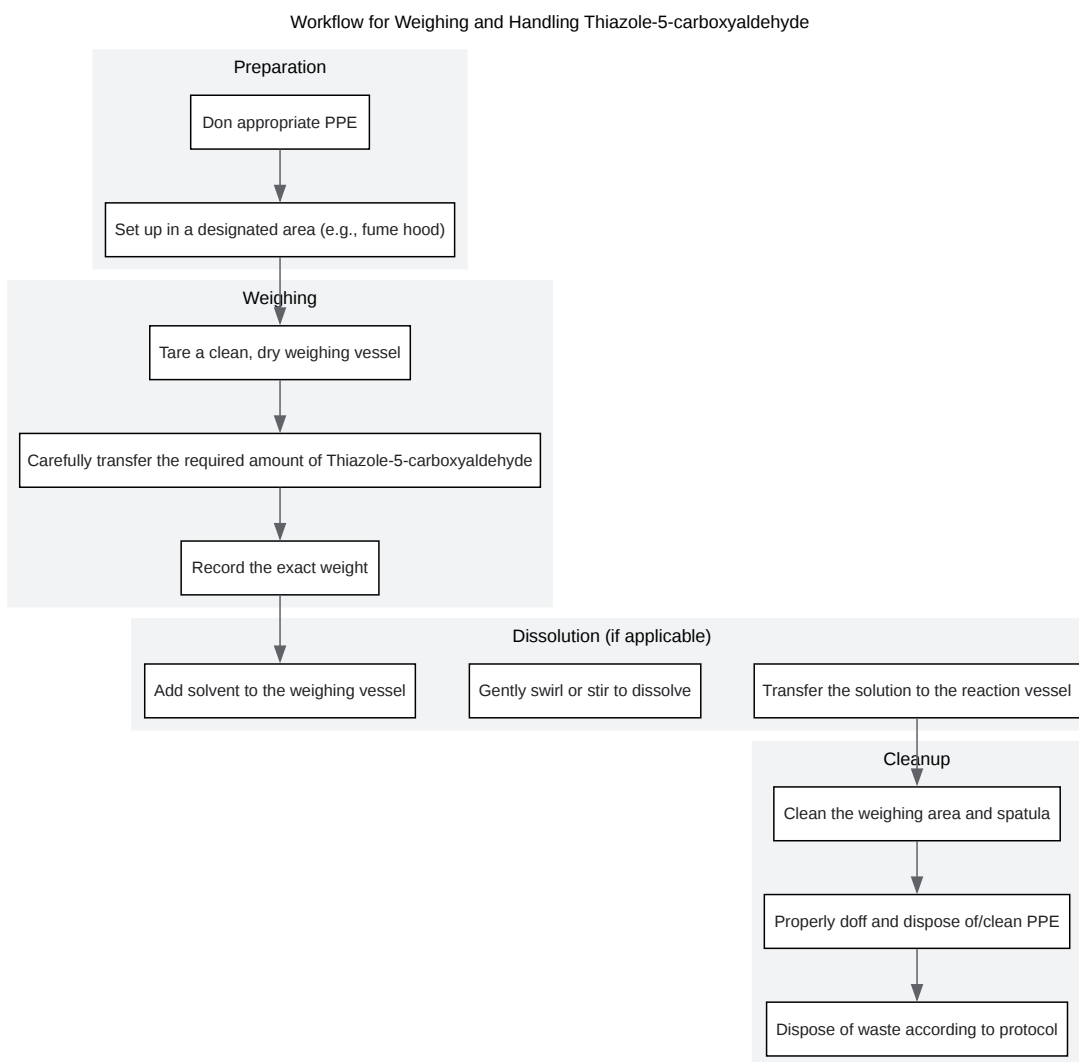 Workflow for Weighing and Handling Thiazole-5-carboxyaldehyde
Preparation
Don appropriate PPE
Set up in a designated area (e.g., fume hood)
Weighing
Tare a clean, dry weighing vessel
Carefully transfer the required amount of Thiazole-5-carboxyaldehyde
Record the exact weight
Dissolution (if applicable)
Add solvent to the weighing vessel
Gently swirl or stir to dissolve
Transfer the solution to the reaction vessel
Cleanup
Clean the weighing area and spatula
Properly doff and dispose of/clean PPE
Dispose of waste according to protocol